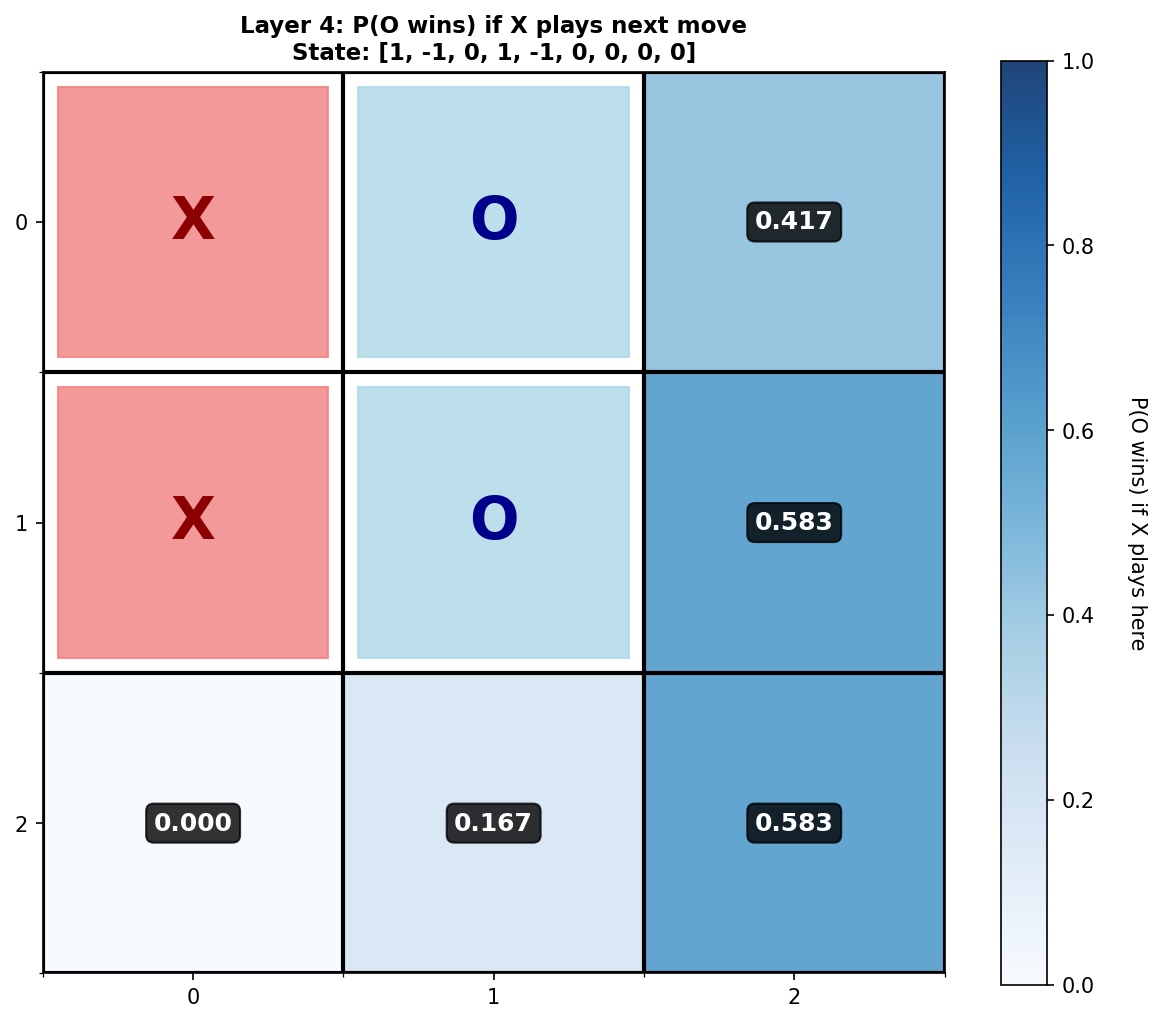 Layer 4: P(O wins) if X plays next move
State: [1, -1, 0, 1, -1, 0, 0, 0, 0]
0
X
O
0.417
1
X
O
0.583
2
0.000
0.167
0.583
0
1
2
1.0
0.8
0.6
0.4
0.2
0.0
P(O wins) if X plays here